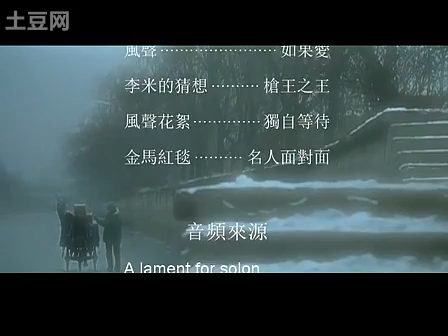 土豆网
風聲························如果愛
李米的猜想··········槍王之王
風聲花絮··············獨自等待
金馬紅毯··········名人面對面
音頻來源
A lament for solon